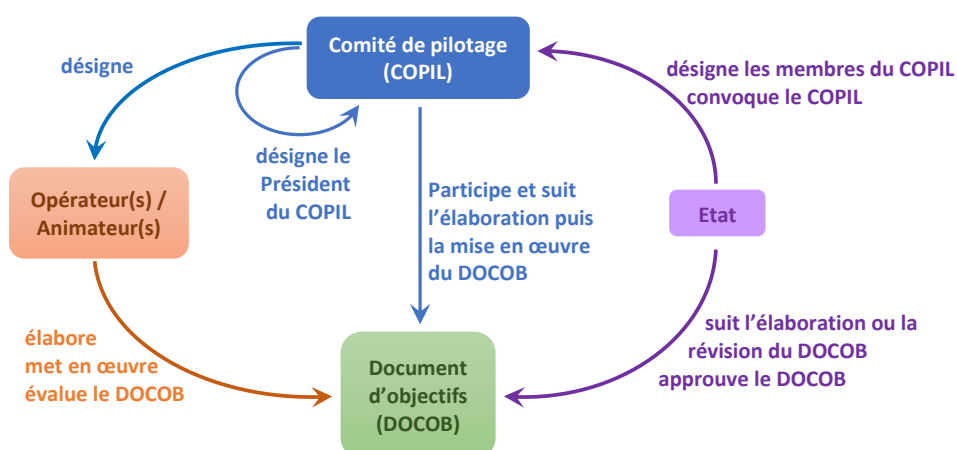 Comité de pilotage
(COPIL)
désigne
désigne les membres du COPIL
convoque le COPIL
désigne le
Président
du COPIL
Opérateur(s) /
Animateur(s)
Participe et suit
l’élaboration puis
la mise en œuvre
du DOCOB
Etat
élabore
met en œuvre
évalue le DOCOB
suit l’élaboration ou la
révision du DOCOB
approuve le DOCOB
Document
d’objectifs
(DOCOB)